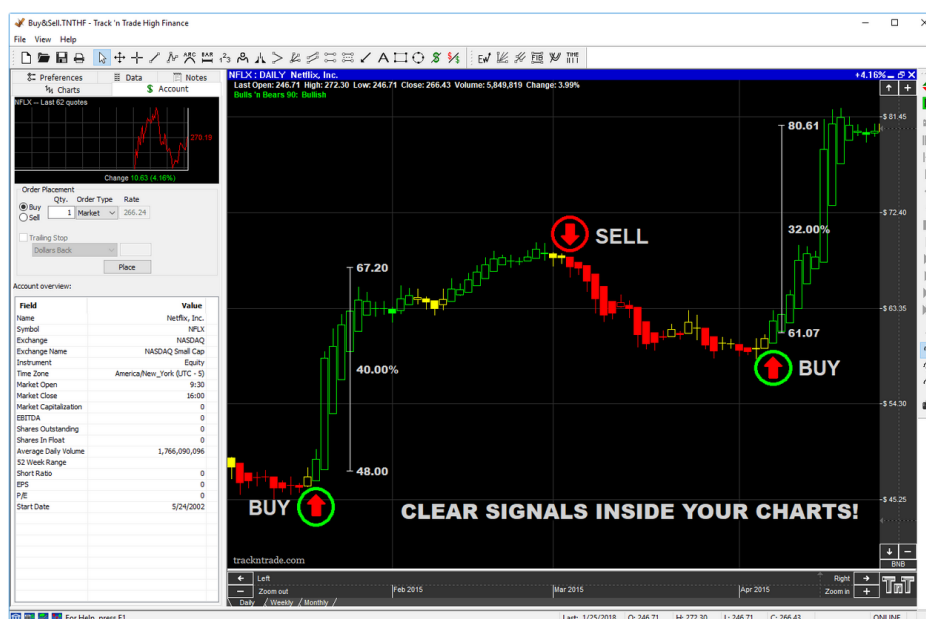 Buy&Sell.TNTHF - Track 'n Trade High Finance
File View Help
Preferences Data Notes
Charts $ Account
NFLX -- Last 62 quotes
270.19
Change 10.63 (4.16%)
Order Placement
Qty. Order Type Rate
Buy 1 Market 266.24
Sell
Trailing Stop
Dollars Back
Place
Account overview:
Field Value
Name Netflix, Inc.
Symbol NFLX
Exchange NASDAQ
Exchange Name NASDAQ Small Cap
Instrument Equity
Time Zone America/New_York (UTC - 5)
Market Open 9:30
Market Close 16:00
Market Capitalization 0
EBITDA 0
Shares Outstanding 0
Shares In Float 0
Average Daily Volume 1,766,090,096
52 Week Range
Short Ratio 0
EPS 0
P/E 0
Start Date 5/24/2002
NFLX : DAILY Netflix, Inc. +4.16%
Last Open: 246.71 High: 272.30 Low: 246.71 Close: 266.43 Volume: 5,849,819 Change: 3.99%
Bulls 'n Bears 90: Bullish
$ 81.45
80.61
$ 72.40
32.00%
SELL
67.20
$ 63.35
61.07
40.00%
BUY
$ 54.30
48.00
$ 45.25
BUY
CLEAR SIGNALS INSIDE YOUR CHARTS!
trackntrade.com
BNB
Left Right
Zoom out Feb 2015 Mar 2015 Apr 2015 Zoom in
TnT
Daily Weekly Monthly
For Help, press F1 Last: 1/25/2018 O: 246.71 H: 272.30 L: 246.71 C: 266.43 ONLINE